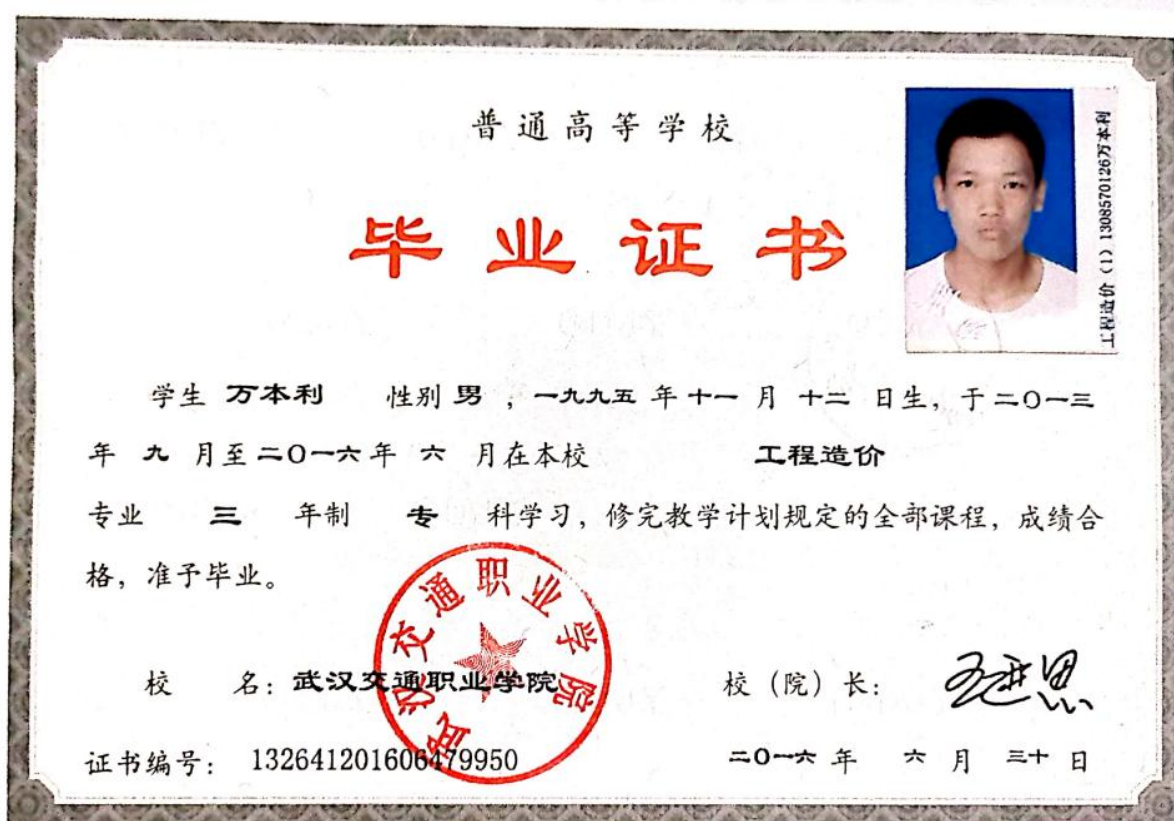 普通高等学校
毕业证书
工程造价(1) 1308570126万本利
学生 万本利 性别 男 ，一九九五 年 十一 月 十二 日生，于 二〇一三
年 九 月至 二〇一六 年 六 月在本校 工程造价
专业 三 年制 专 科学习，修完教学计划规定的全部课程，成绩合
格，准予毕业。
武汉交通职业学院
校 名：武汉交通职业学院 校（院）长：
证书编号： 132641201606479950 二〇一六 年 六 月 三十 日